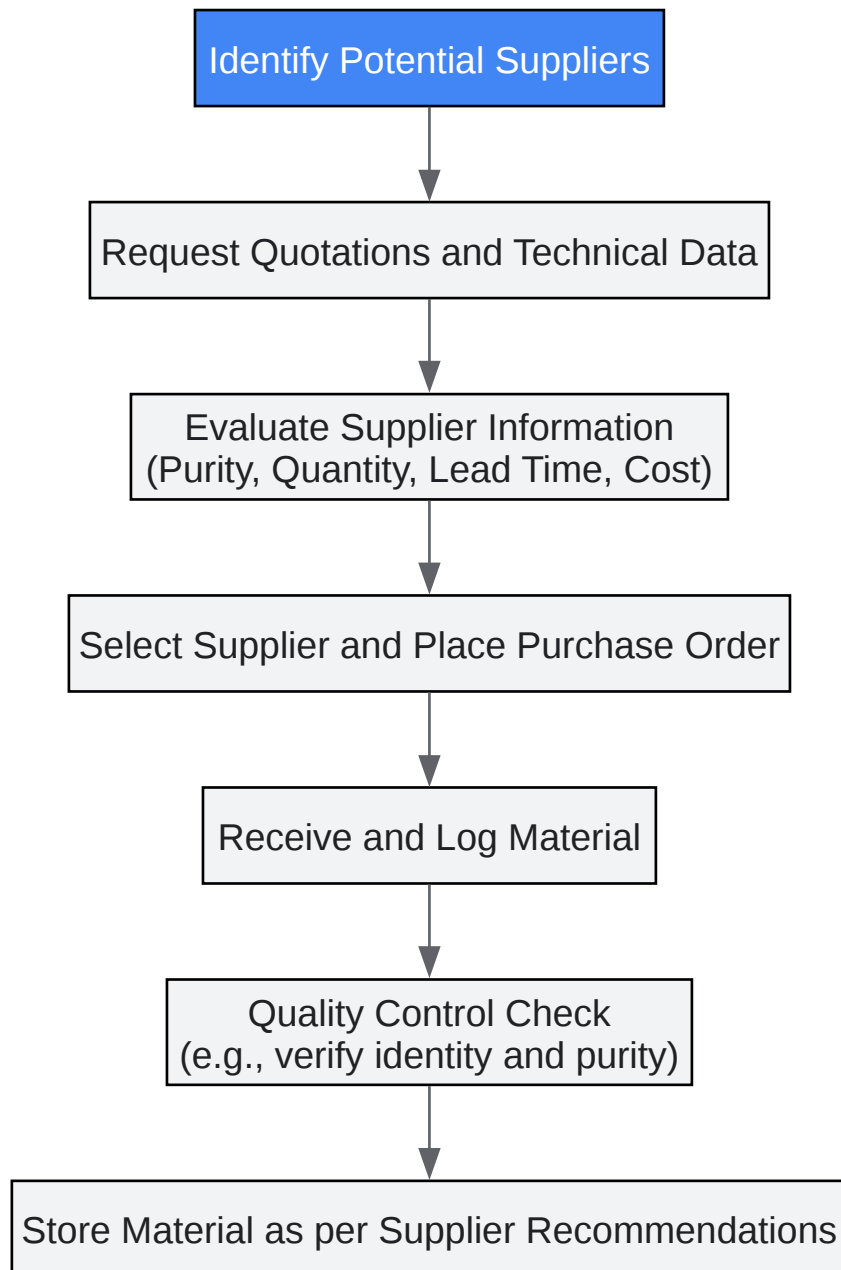 Identify Potential Suppliers
Request Quotations and Technical Data
Evaluate Supplier Information
(Purity, Quantity, Lead Time, Cost)
Select Supplier and Place Purchase Order
Receive and Log Material
Quality Control Check
(e.g., verify identity and purity)
Store Material as per Supplier Recommendations